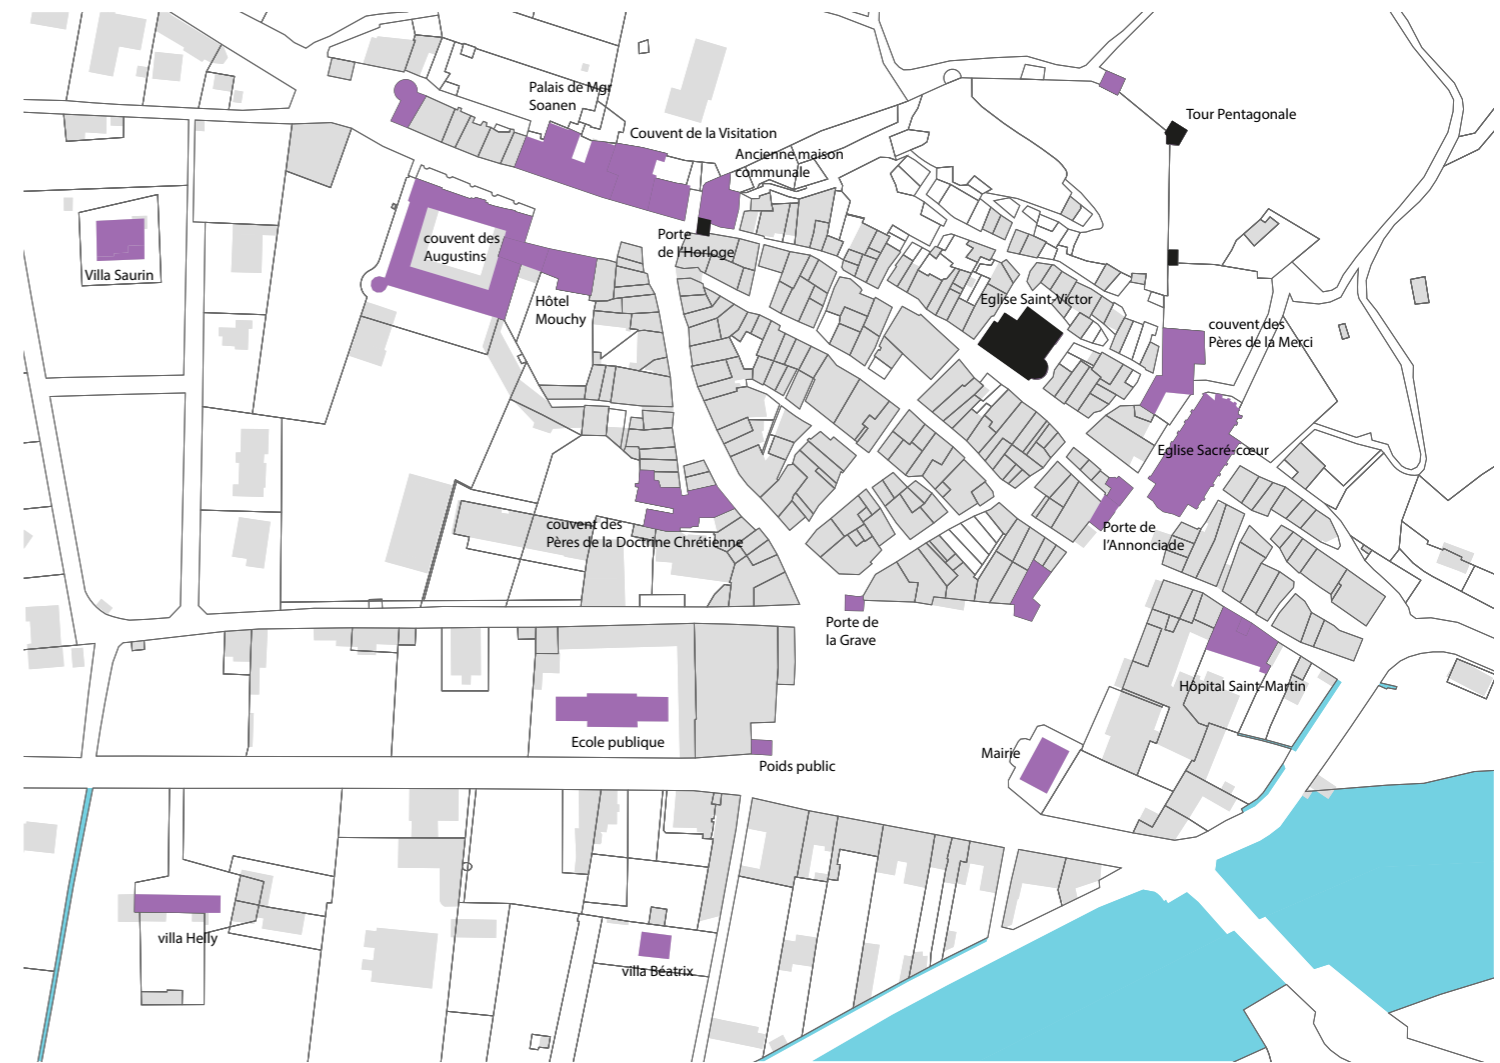 Palais de Mgr
Soanen
Tour Pentagonale
Couvent de la Visitation
Ancienne maison
communale
couvent des
Augustins
Porte
de l'Horloge
Villa Saurin
Hôtel
Mouchy
Eglise Saint-Victor
couvent des
Pères de la Merci
Eglise Sacré-cœur
couvent des
Pères de la Doctrine Chrétienne
Porte de
l'Annonciade
Porte de
la Grave
Hôpital Saint-Martin
Ecole publique
Mairie
Poids public
villa Helly
villa Béatrix